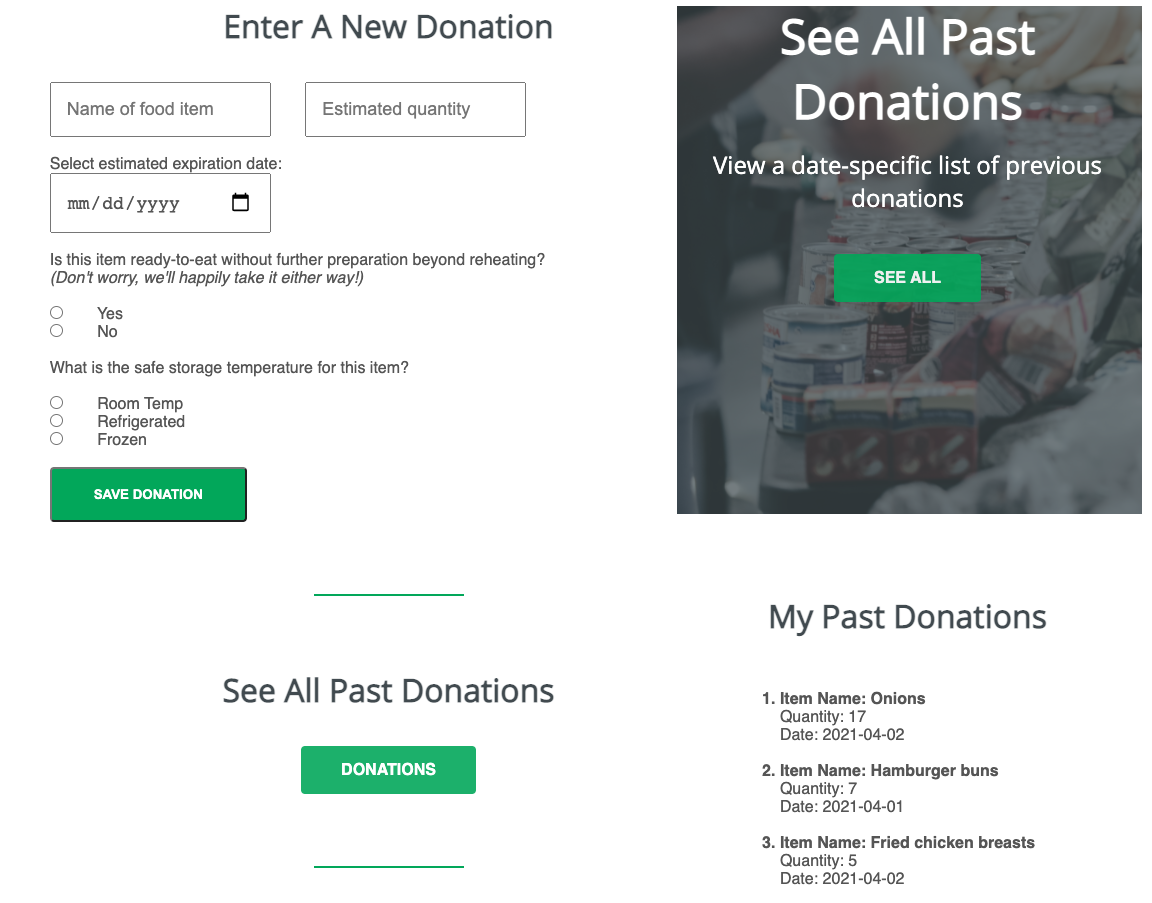 Enter A New Donation
Name of food item
Estimated quantity
Select estimated expiration date:
mm/dd/yyyy
Is this item ready-to-eat without further preparation beyond reheating?
(Don't worry, we'll happily take it either way!)
Yes
No
What is the safe storage temperature for this item?
Room Temp
Refrigerated
Frozen
SAVE DONATION
See All Past Donations
DONATIONS
See All Past
Donations
View a date-specific list of previous
donations
SEE ALL
My Past Donations
1. Item Name: Onions
Quantity: 17
Date: 2021-04-02
2. Item Name: Hamburger buns
Quantity: 7
Date: 2021-04-01
3. Item Name: Fried chicken breasts
Quantity: 5
Date: 2021-04-02